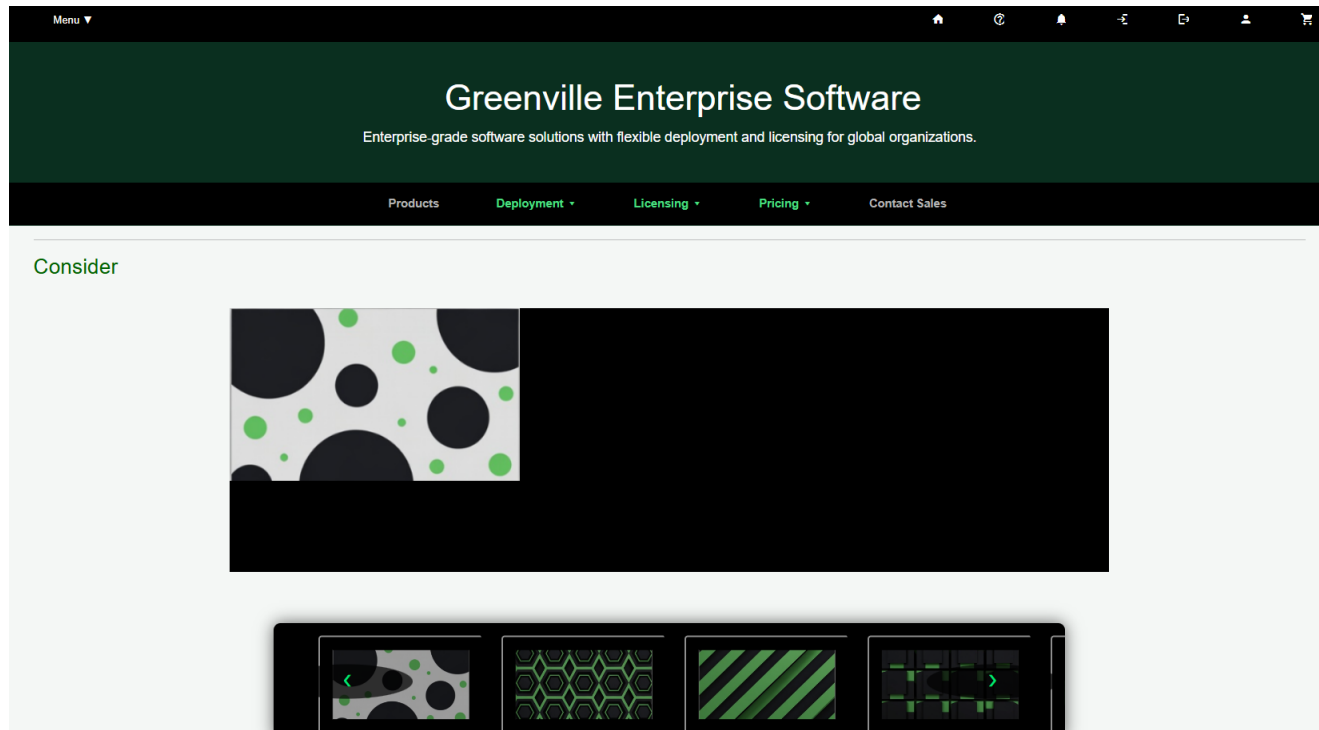 Menu ▼
Greenville Enterprise Software
Enterprise-grade software solutions with flexible deployment and licensing for global organizations.
Products Deployment ▾ Licensing ▾ Pricing ▾ Contact Sales
Consider